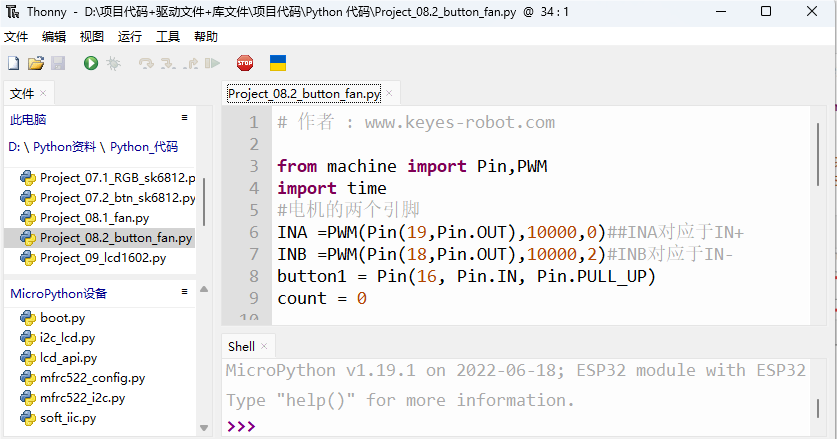 Thonny - D:\项目代码+驱动文件+库文件\项目代码\Python 代码\Project_08.2_button_fan.py @ 34 : 1
文件 编辑 视图 运行 工具 帮助
STOP
文件 ×
此电脑
D: \ Python资料 \ Python_代码
Project_07.1_RGB_sk6812.p
Project_07.2_btn_sk6812.py
Project_08.1_fan.py
Project_08.2_button_fan.py
Project_09_lcd1602.py
MicroPython设备
boot.py
i2c_lcd.py
lcd_api.py
mfrc522_config.py
mfrc522_i2c.py
soft_iic.py
Project_08.2_button_fan.py ×
1 # 作者 : www.keyes-robot.com
2
3 from machine import Pin,PWM
4 import time
5 #电机的两个引脚
6 INA =PWM(Pin(19,Pin.OUT),10000,0)##INA对应于IN+
7 INB =PWM(Pin(18,Pin.OUT),10000,2)#INB对应于IN-
8 button1 = Pin(16, Pin.IN, Pin.PULL_UP)
9 count = 0
10
Shell ×
MicroPython v1.19.1 on 2022-06-18; ESP32 module with ESP32
Type "help()" for more information.
>>>